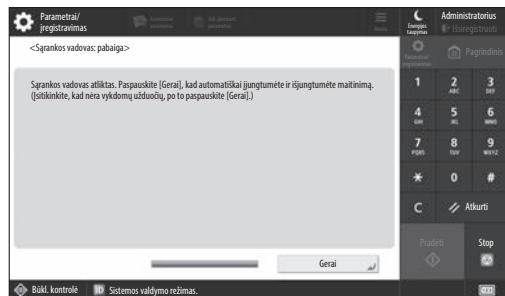 Parametrai/
įregistravimas
Energijos
taupymas
Administratorius
Išsiregistruoti
<Sąrankos vadovas: pabaiga>
Parametrai/
įregistravimas
Pagrindinis
Sąrankos vadovas atliktas. Paspauskite [Gerai], kad automatiškai įjungtumėte ir išjungtumėte maitinimą.
(Įsitikinkite, kad nėra vykdomų užduočių, po to paspauskite [Gerai].)
1
2 ABC
3 DEF
4 GHI
5 JKL
6 MNO
7 PQRS
8 TUV
9 WXYZ
* 0 #
C
Atkurti
Pradėti
Stop
Gerai
Būkl. kontrolė
ID Sistemos valdymo režimas.